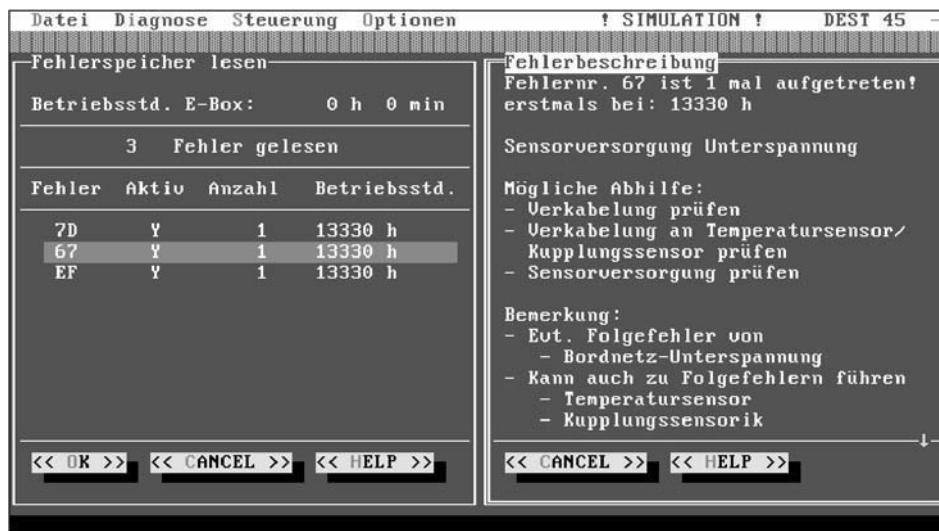 Datei Diagnose Steuerung Optionen ! SIMULATION ! DEST 45 -
Fehlerspeicher lesen
Betriebsstd. E-Box: 0 h 0 min
3 Fehler gelesen
Fehler Aktiv Anzahl Betriebsstd.
7D Y 1 13330 h
67 Y 1 13330 h
EF Y 1 13330 h
<< OK >> << CANCEL >> << HELP >>
Fehlerbeschreibung
Fehlernr. 67 ist 1 mal aufgetreten!
erstmals bei: 13330 h
Sensorversorgung Unterspannung
Mögliche Abhilfe:
- Verkabelung prüfen
- Verkabelung an Temperatursensor/
Kupplungssensor prüfen
- Sensorversorgung prüfen
Bemerkung:
- Evt. Folgefehler von
- Bordnetz-Unterspannung
- Kann auch zu Folgefehlern führen
- Temperatursensor
- Kupplungssensorik
<< CANCEL >> << HELP >>